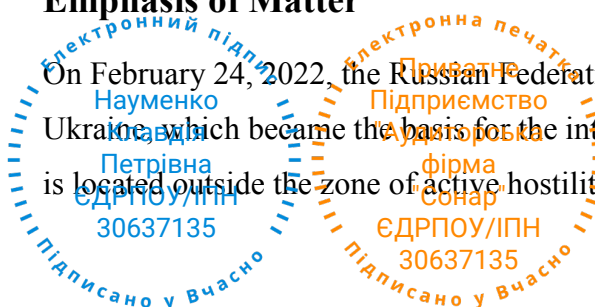 Emphasis of Matter
On February 24, 2022, the Russian Federat
Ukraine, which became the basis for the in
is located outside the zone of active hostilit
Електронний підпис
Науменко
Клавдія
Петрівна
ЄДРПОУ/ІПН
30637135
Підписано у Вчасно
Електронна печатка
Приватне
Підприємство
"Аудиторська
фірма
"Сонар"
ЄДРПОУ/ІПН
30637135
Підписано у Вчасно